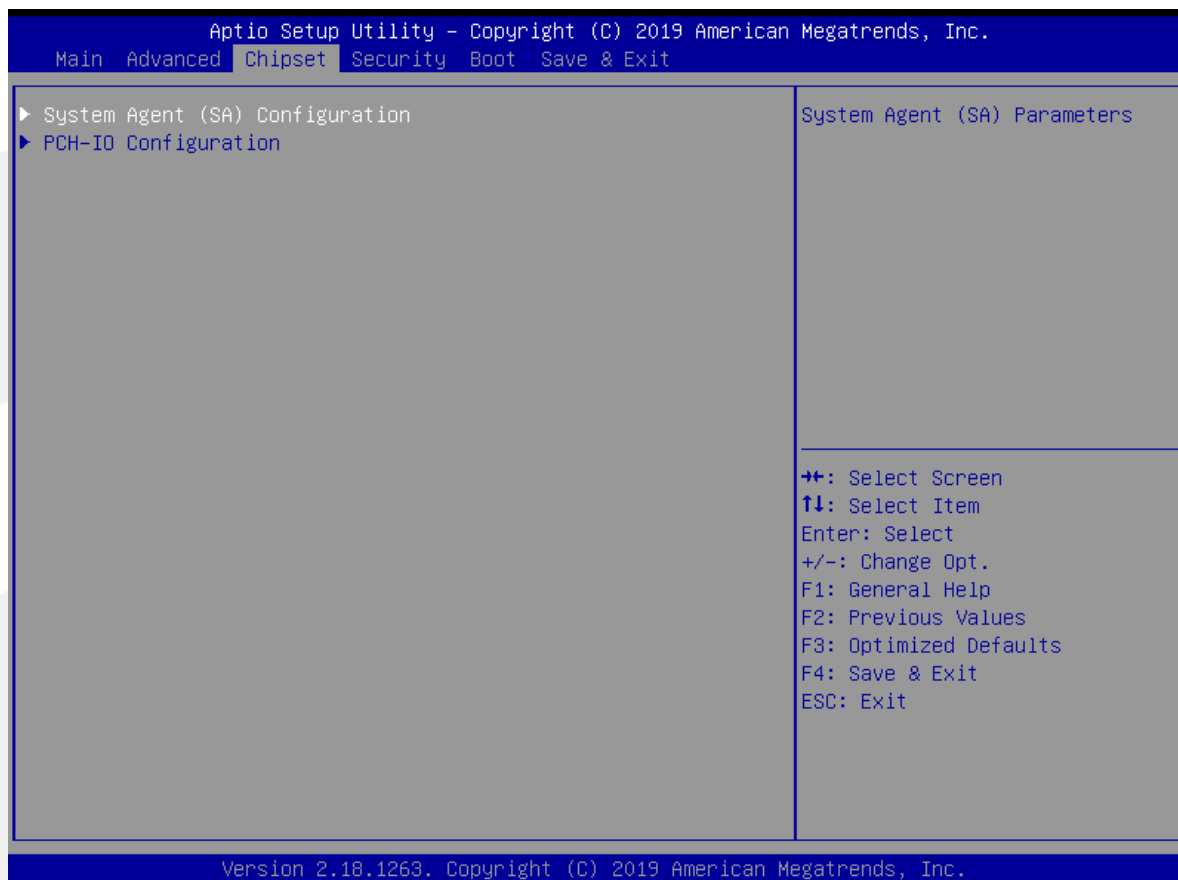 Aptio Setup Utility – Copyright (C) 2019 American Megatrends, Inc.
Main Advanced Chipset Security Boot Save & Exit
▶ System Agent (SA) Configuration
▶ PCH-IO Configuration
System Agent (SA) Parameters
→←: Select Screen
↑↓: Select Item
Enter: Select
+/-: Change Opt.
F1: General Help
F2: Previous Values
F3: Optimized Defaults
F4: Save & Exit
ESC: Exit
Version 2.18.1263. Copyright (C) 2019 American Megatrends, Inc.